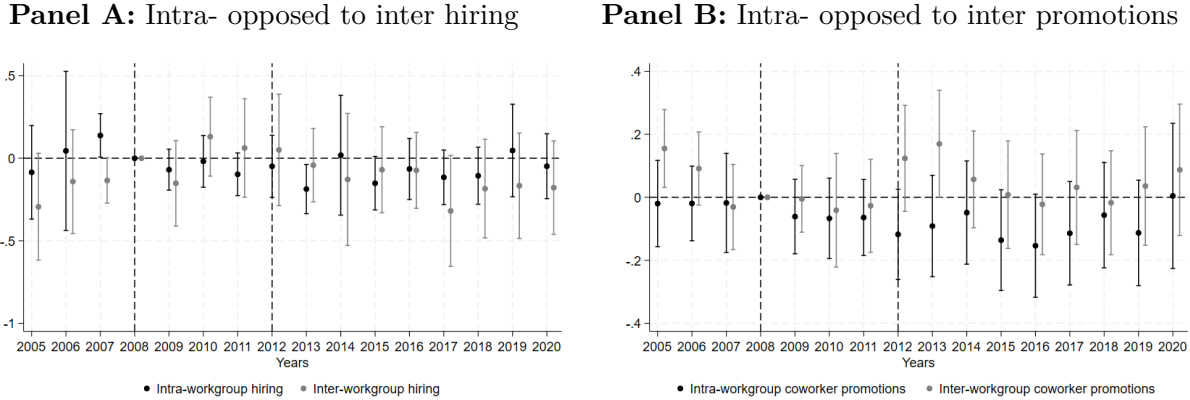 Panel A: Intra- opposed to inter hiring
.5
0
-.5
-1
2005 2006 2007 2008 2009 2010 2011 2012 2013 2014 2015 2016 2017 2018 2019 2020
Years
Intra-workgroup hiring Inter-workgroup hiring
Panel B: Intra- opposed to inter promotions
.4
.2
0
-.2
-.4
2005 2006 2007 2008 2009 2010 2011 2012 2013 2014 2015 2016 2017 2018 2019 2020
Years
Intra-workgroup coworker promotions Inter-workgroup coworker promotions